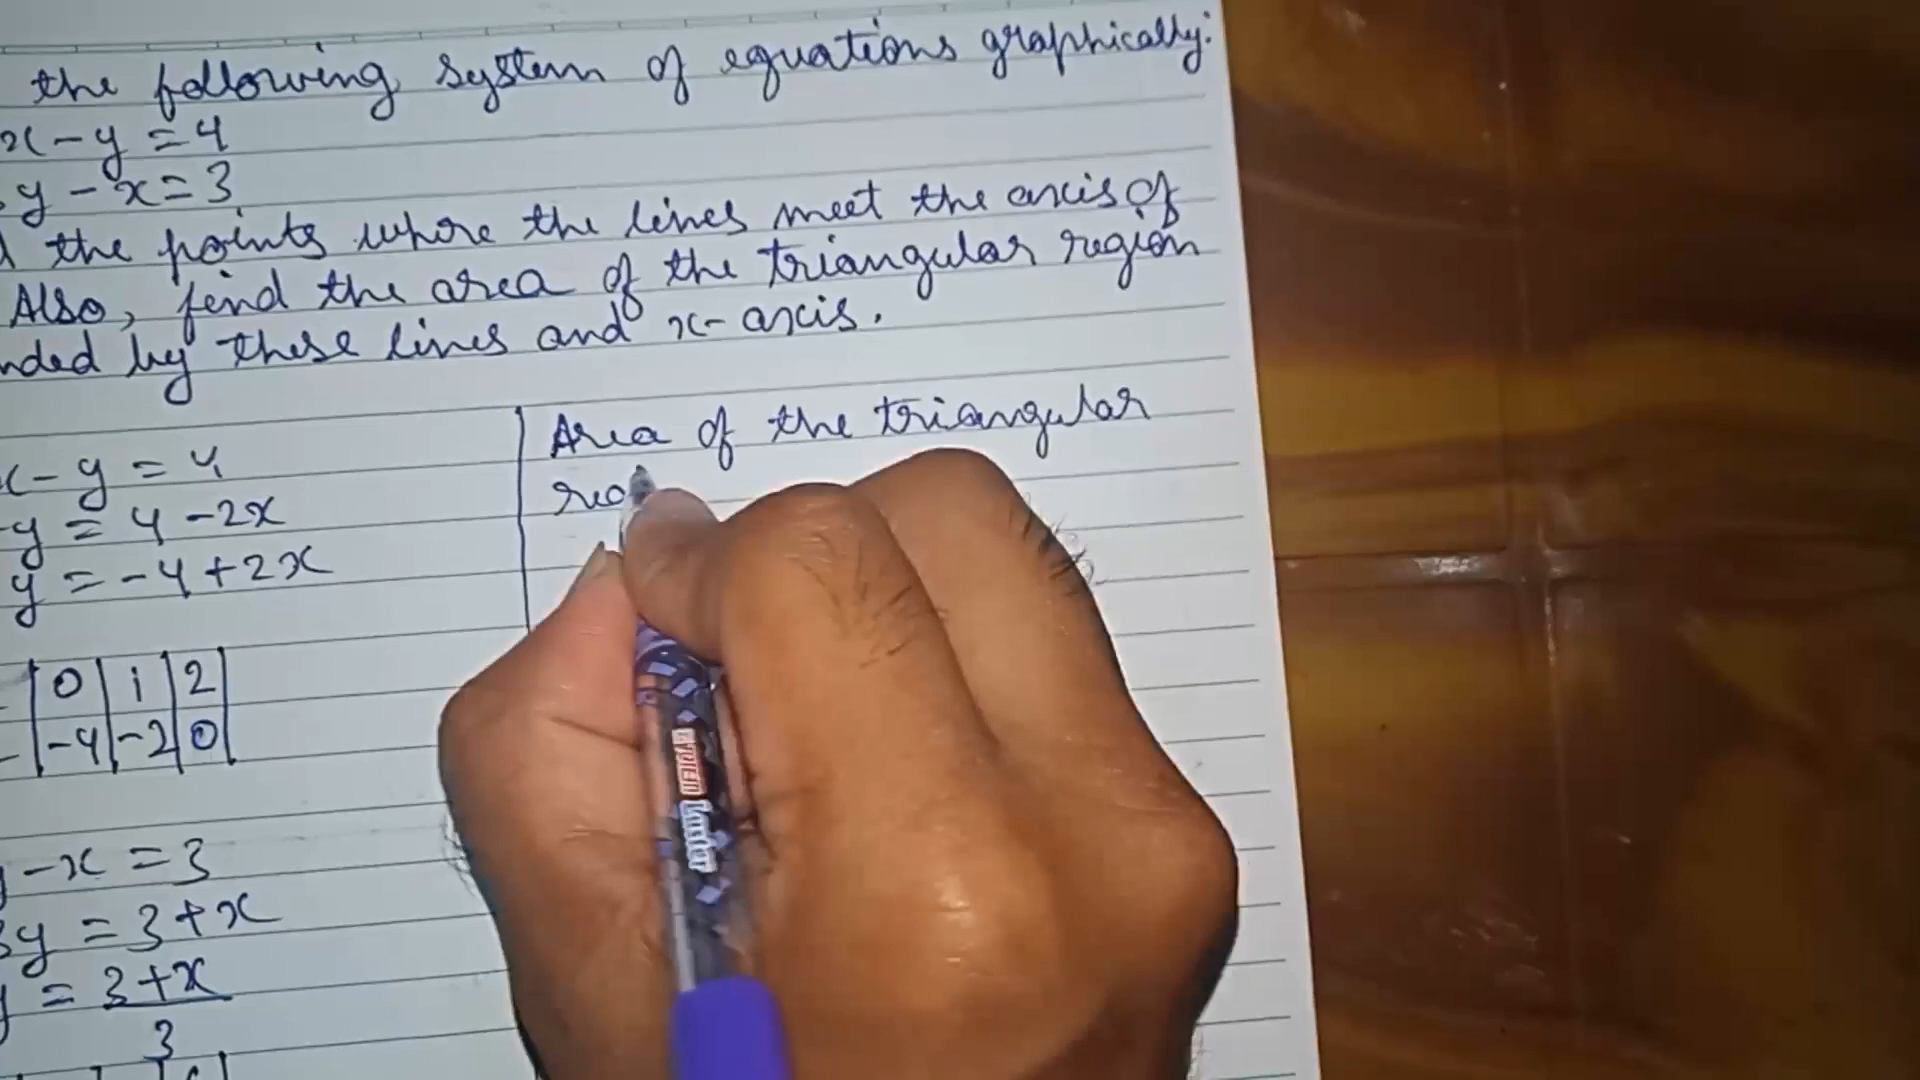 the following system of equations graphically:
x-y=4
y-x=3
the points where the lines meet the axis of
Also, find the area of the triangular region
nded by these lines and x-axis.
x-y=4
-y=4-2x
y=-4+2x
0 | 1 | 2
-4 | -2 | 0
-x=3
3y=3+x
y=3+x
3
Area of the triangular
reg